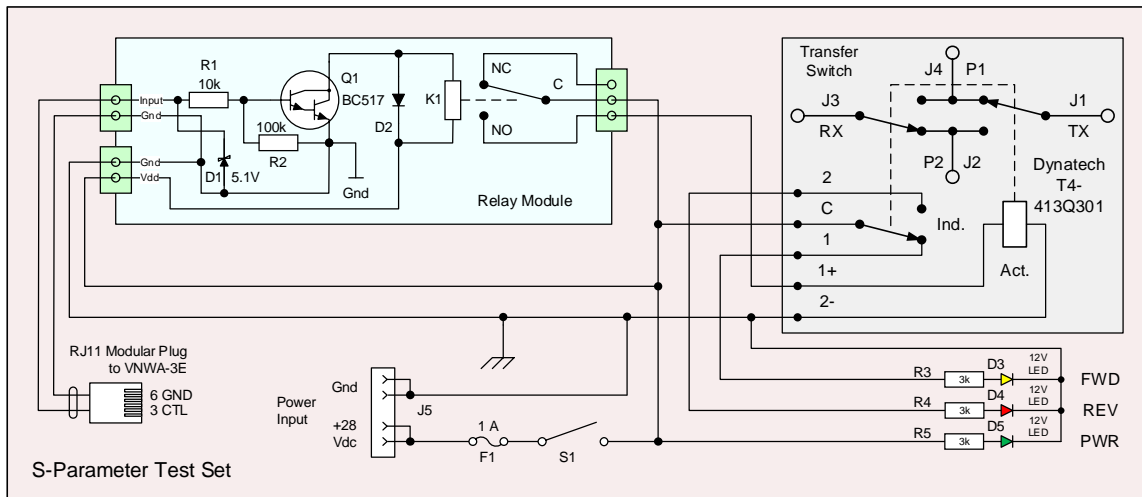 R1
10k
Q1
BC517
NC
C
K1
NO
Input
Gnd
100k
R2
D2
Gnd
Vdd
D1
5.1V
Gnd
Relay Module
Transfer
Switch
J4
P1
J3
RX
J1
TX
P2
J2
Dynatech
T4-
413Q301
2
C
1
Ind.
1+
Act.
2-
RJ11 Modular Plug
to VNWA-3E
6 GND
3 CTL
Power
Input
Gnd
J5
+28
Vdc
1 A
F1
S1
R3
3k
D3
12V
LED
FWD
R4
3k
D4
12V
LED
REV
R5
3k
D5
12V
LED
PWR
S-Parameter Test Set